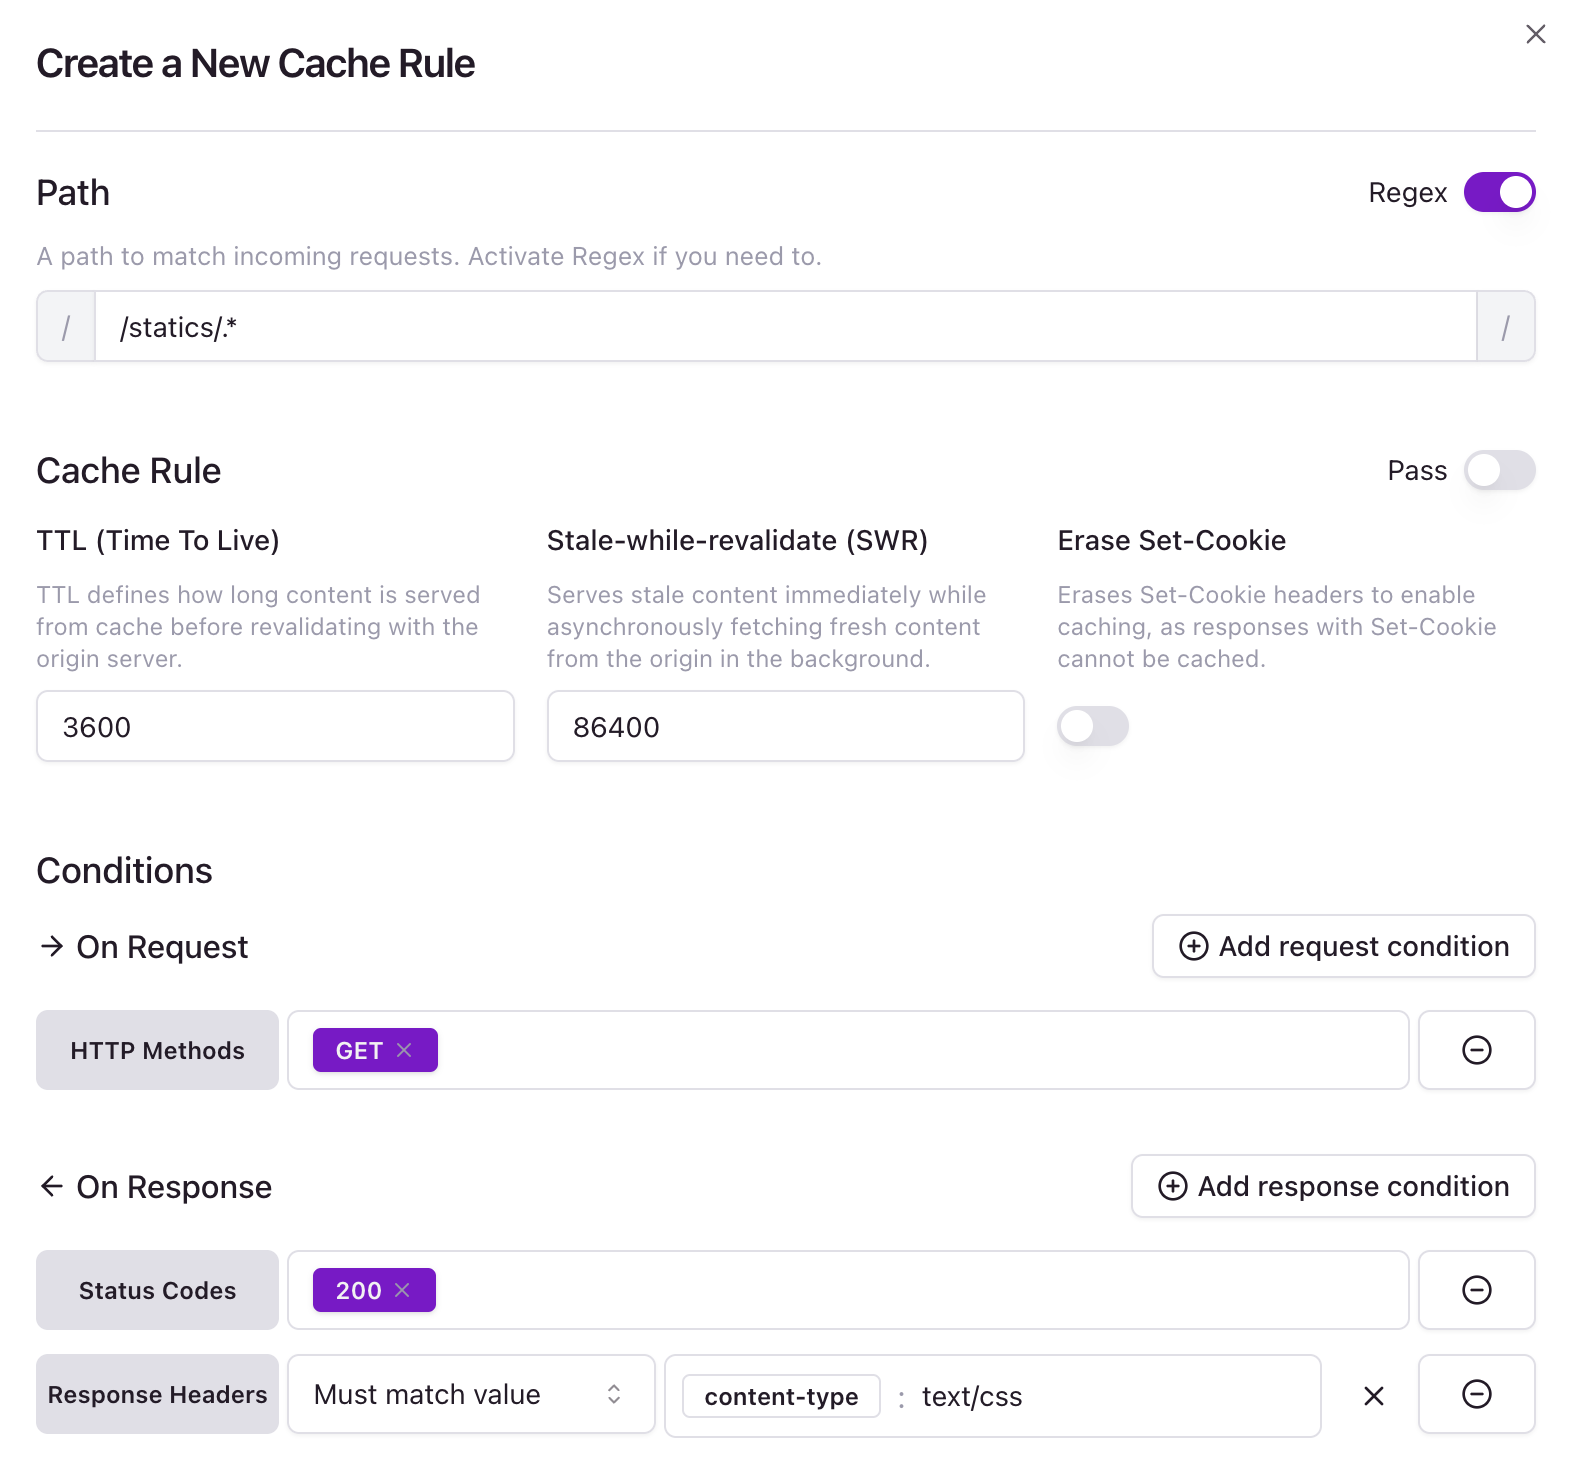 Create a New Cache Rule
Path
Regex
A path to match incoming requests. Activate Regex if you need to.
/ /statics/.* /
Cache Rule
Pass
TTL (Time To Live)
TTL defines how long content is served
from cache before revalidating with the
origin server.
3600
Stale-while-revalidate (SWR)
Serves stale content immediately while
asynchronously fetching fresh content
from the origin in the background.
86400
Erase Set-Cookie
Erases Set-Cookie headers to enable
caching, as responses with Set-Cookie
cannot be cached.
Conditions
→ On Request
Add request condition
HTTP Methods
GET
← On Response
Add response condition
Status Codes
200
Response Headers
Must match value
content-type : text/css